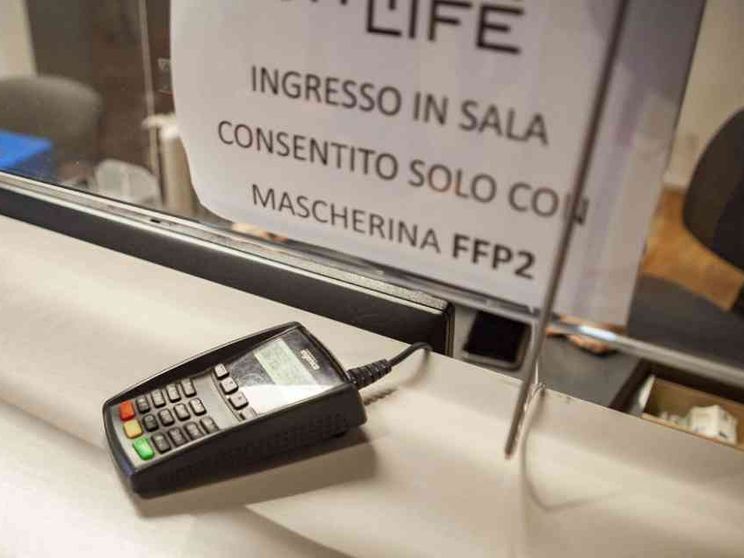 LIFE
INGRESSO IN SALA
CONSENTITO SOLO CON
MASCHERINA FFP2